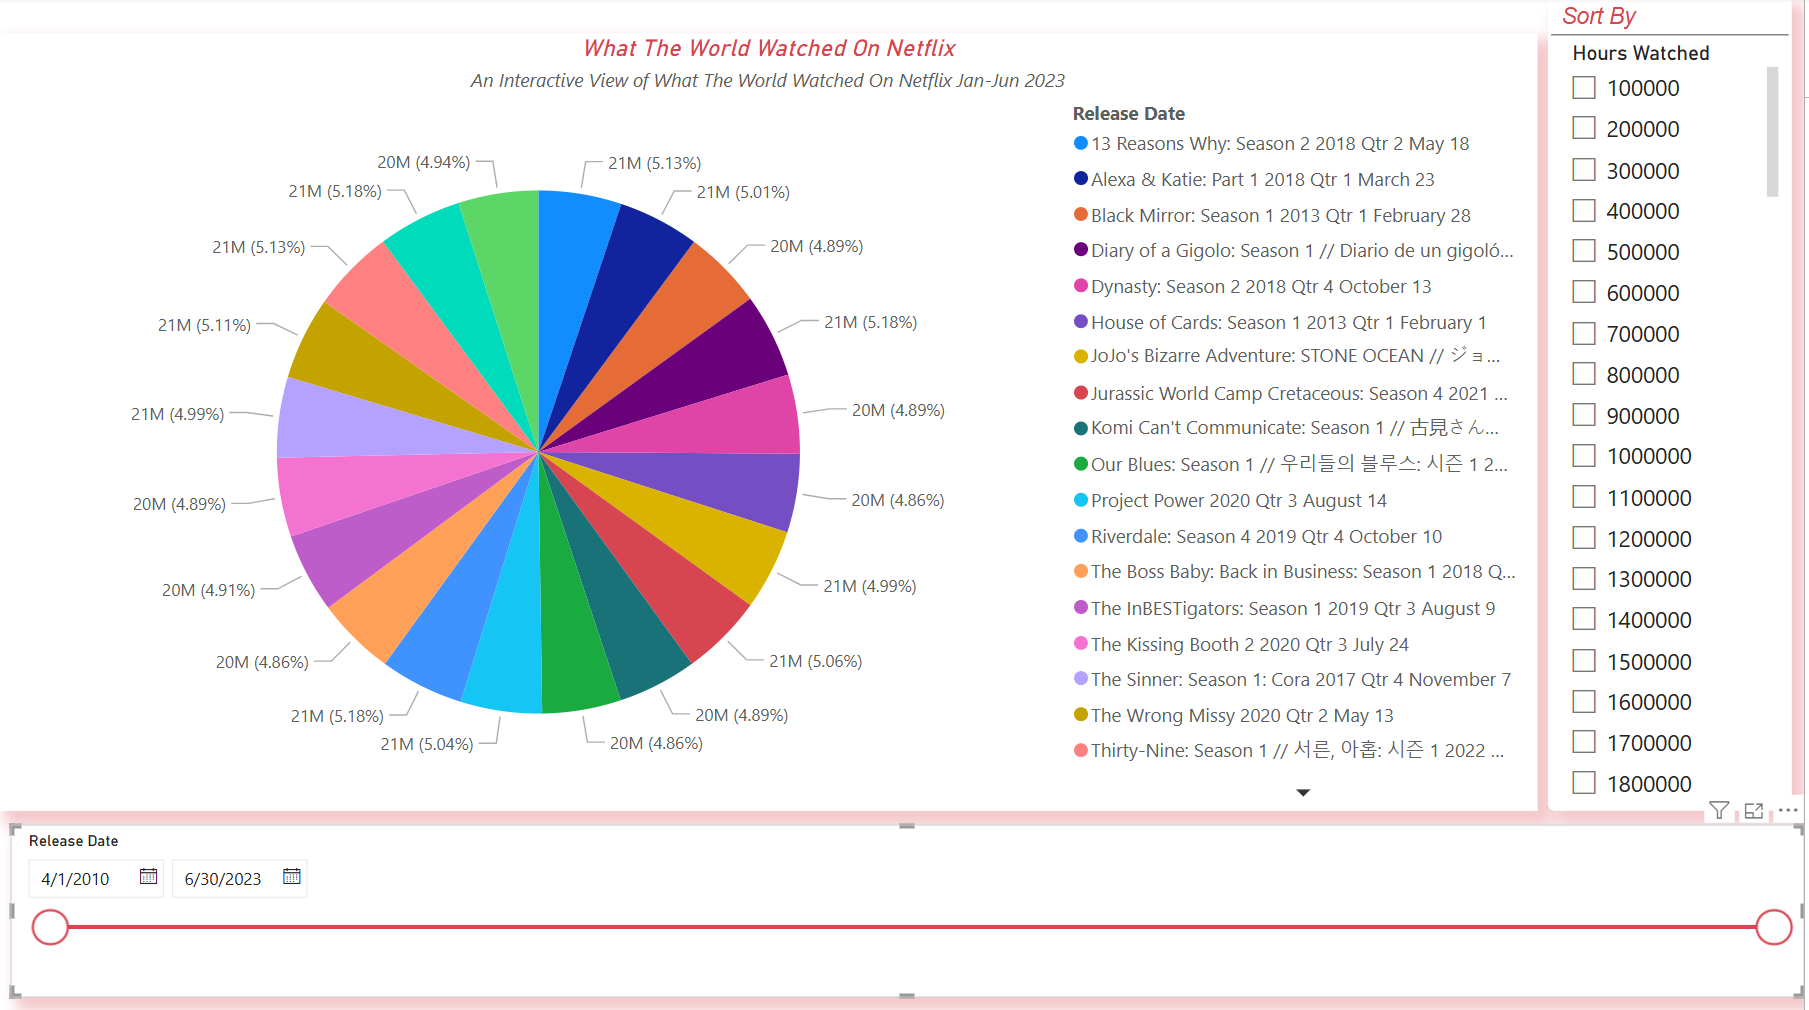 What The World Watched On Netflix
An Interactive View of What The World Watched On Netflix Jan-Jun 2023
20M (4.94%)
21M (5.13%)
21M (5.18%)
21M (5.01%)
21M (5.13%)
20M (4.89%)
21M (5.11%)
21M (5.18%)
21M (4.99%)
20M (4.89%)
20M (4.89%)
20M (4.86%)
20M (4.91%)
21M (4.99%)
20M (4.86%)
21M (5.06%)
21M (5.18%)
20M (4.89%)
21M (5.04%)
20M (4.86%)
Release Date
13 Reasons Why: Season 2 2018 Qtr 2 May 18
Alexa & Katie: Part 1 2018 Qtr 1 March 23
Black Mirror: Season 1 2013 Qtr 1 February 28
Diary of a Gigolo: Season 1 // Diario de un gigoló...
Dynasty: Season 2 2018 Qtr 4 October 13
House of Cards: Season 1 2013 Qtr 1 February 1
JoJo's Bizarre Adventure: STONE OCEAN // ジョ...
Jurassic World Camp Cretaceous: Season 4 2021 ...
Komi Can't Communicate: Season 1 // 古見さん...
Our Blues: Season 1 // 우리들의 블루스: 시즌 1 2...
Project Power 2020 Qtr 3 August 14
Riverdale: Season 4 2019 Qtr 4 October 10
The Boss Baby: Back in Business: Season 1 2018 Q...
The InBESTigators: Season 1 2019 Qtr 3 August 9
The Kissing Booth 2 2020 Qtr 3 July 24
The Sinner: Season 1: Cora 2017 Qtr 4 November 7
The Wrong Missy 2020 Qtr 2 May 13
Thirty-Nine: Season 1 // 서른, 아홉: 시즌 1 2022 ...
Sort By
Hours Watched
100000
200000
300000
400000
500000
600000
700000
800000
900000
1000000
1100000
1200000
1300000
1400000
1500000
1600000
1700000
1800000
Release Date
4/1/2010
6/30/2023